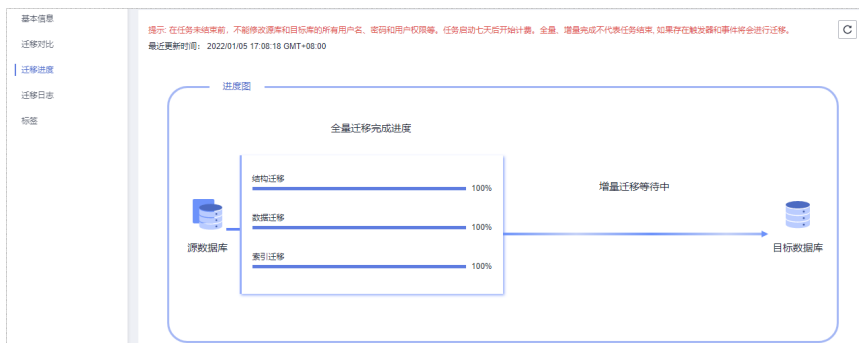 基本信息
迁移对比
迁移进度
迁移日志
标签
提示: 在任务未结束前，不能修改源库和目标库的所有用户名、密码和用户权限等。任务启动七天后开始计费。全量、增量完成不代表任务结束, 如果存在触发器和事件将会进行迁移。
最近更新时间： 2022/01/05 17:08:18 GMT+08:00
进度图
全量迁移完成进度
结构迁移
100%
数据迁移
100%
索引迁移
100%
增量迁移等待中
源数据库
目标数据库